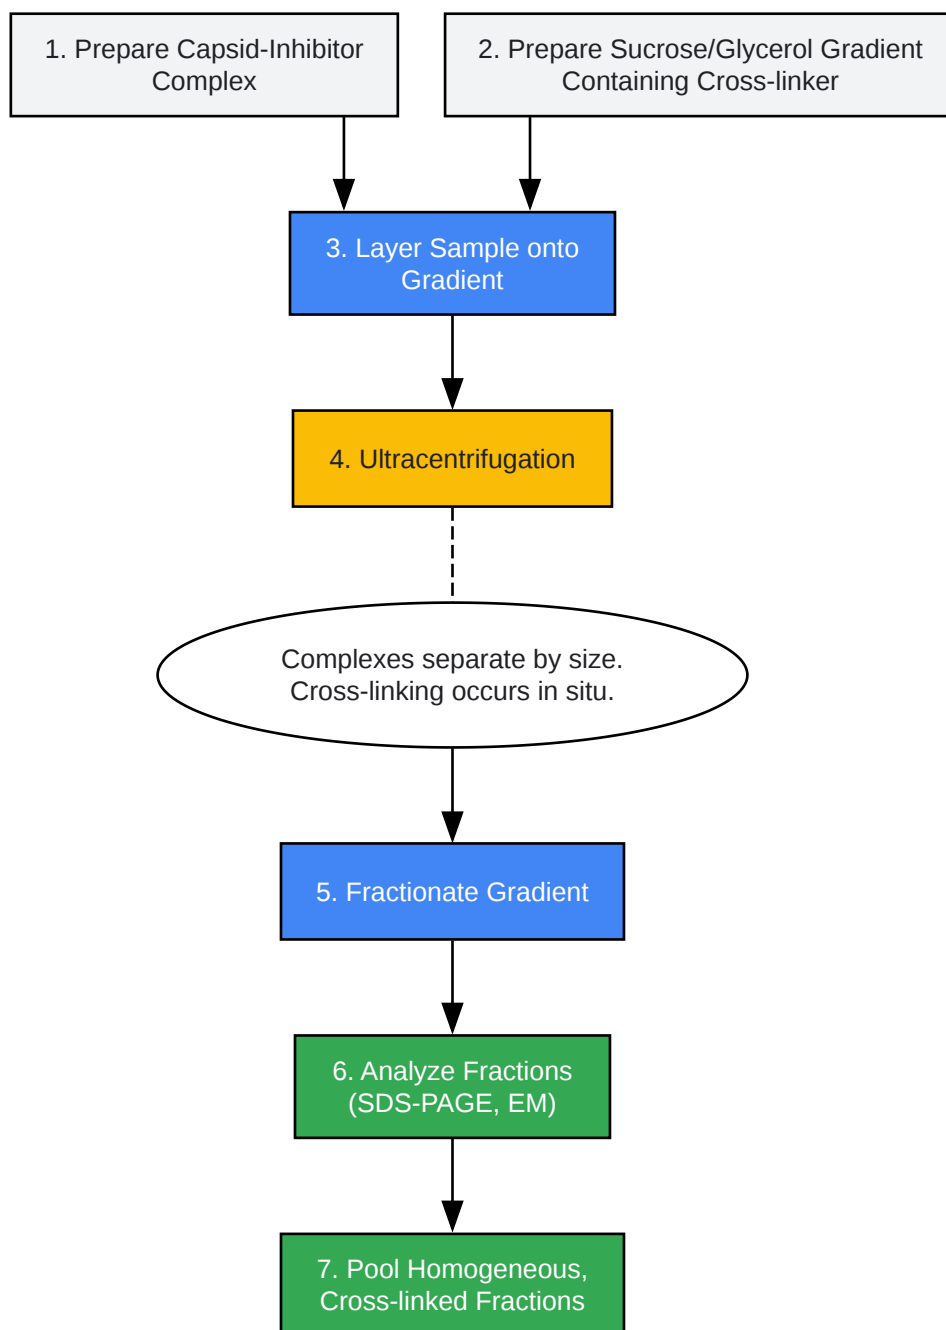 1. Prepare Capsid-Inhibitor
Complex
2. Prepare Sucrose/Glycerol Gradient
Containing Cross-linker
3. Layer Sample onto
Gradient
4. Ultracentrifugation
Complexes separate by size.
Cross-linking occurs in situ.
5. Fractionate Gradient
6. Analyze Fractions
(SDS-PAGE, EM)
7. Pool Homogeneous,
Cross-linked Fractions